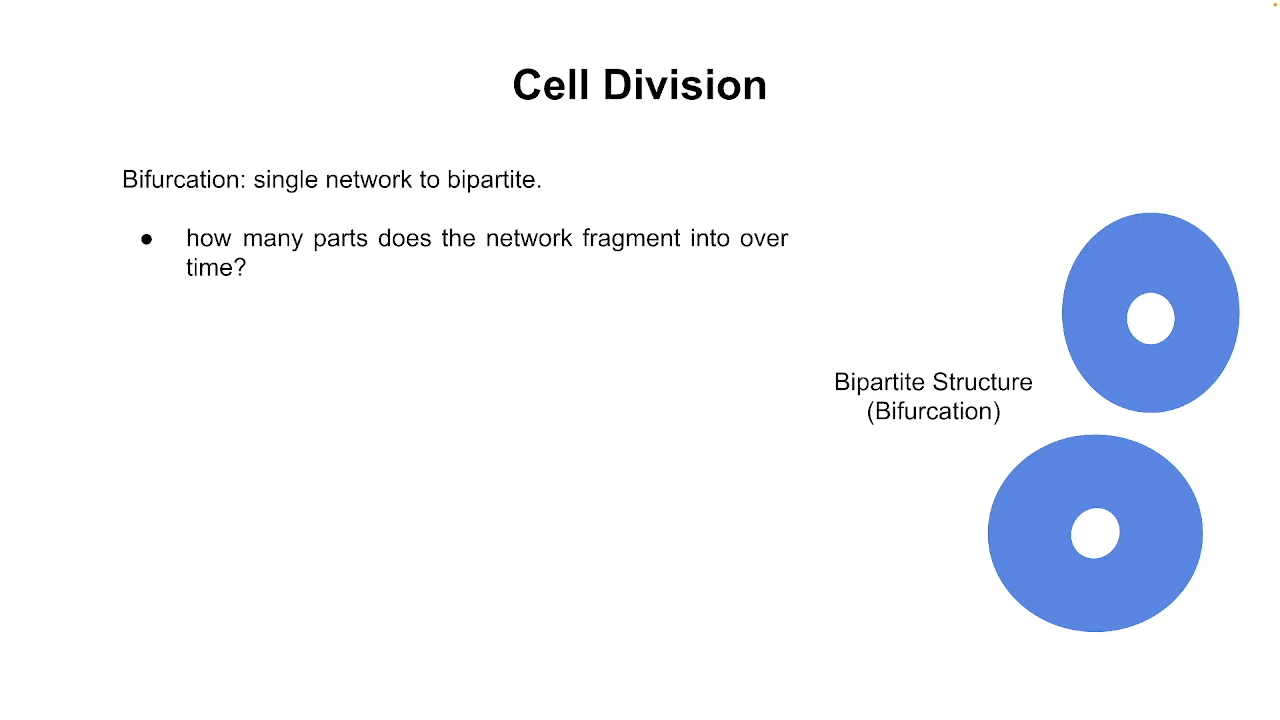 Cell Division
Bifurcation: single network to bipartite.
● how many parts does the network fragment into over
time?
Bipartite Structure
(Bifurcation)